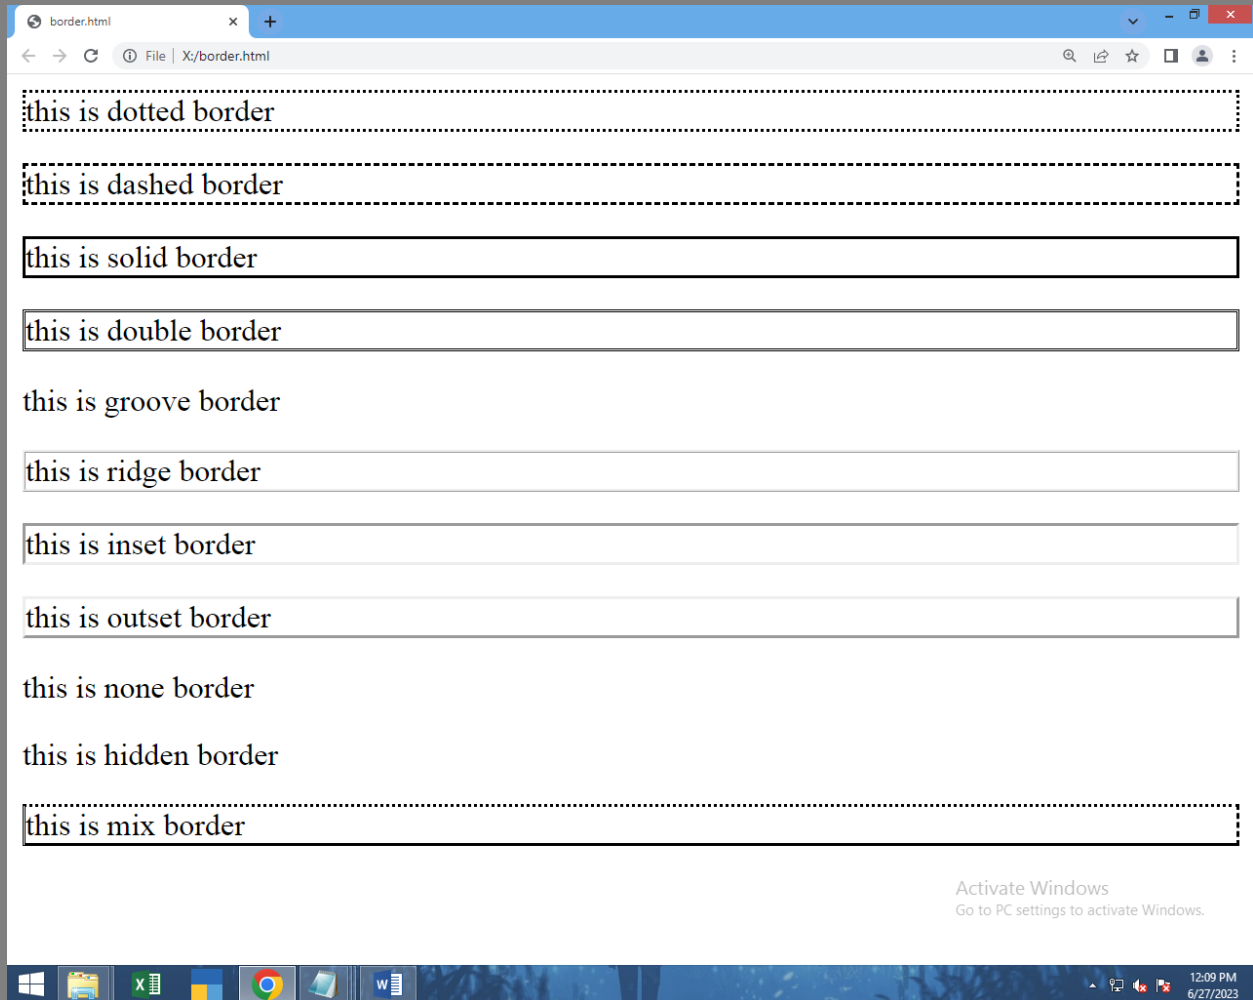 border.html
File X:/border.html
this is dotted border
this is dashed border
this is solid border
this is double border
this is groove border
this is ridge border
this is inset border
this is outset border
this is none border
this is hidden border
this is mix border
Activate Windows
Go to PC settings to activate Windows.
12:09 PM
6/27/2023